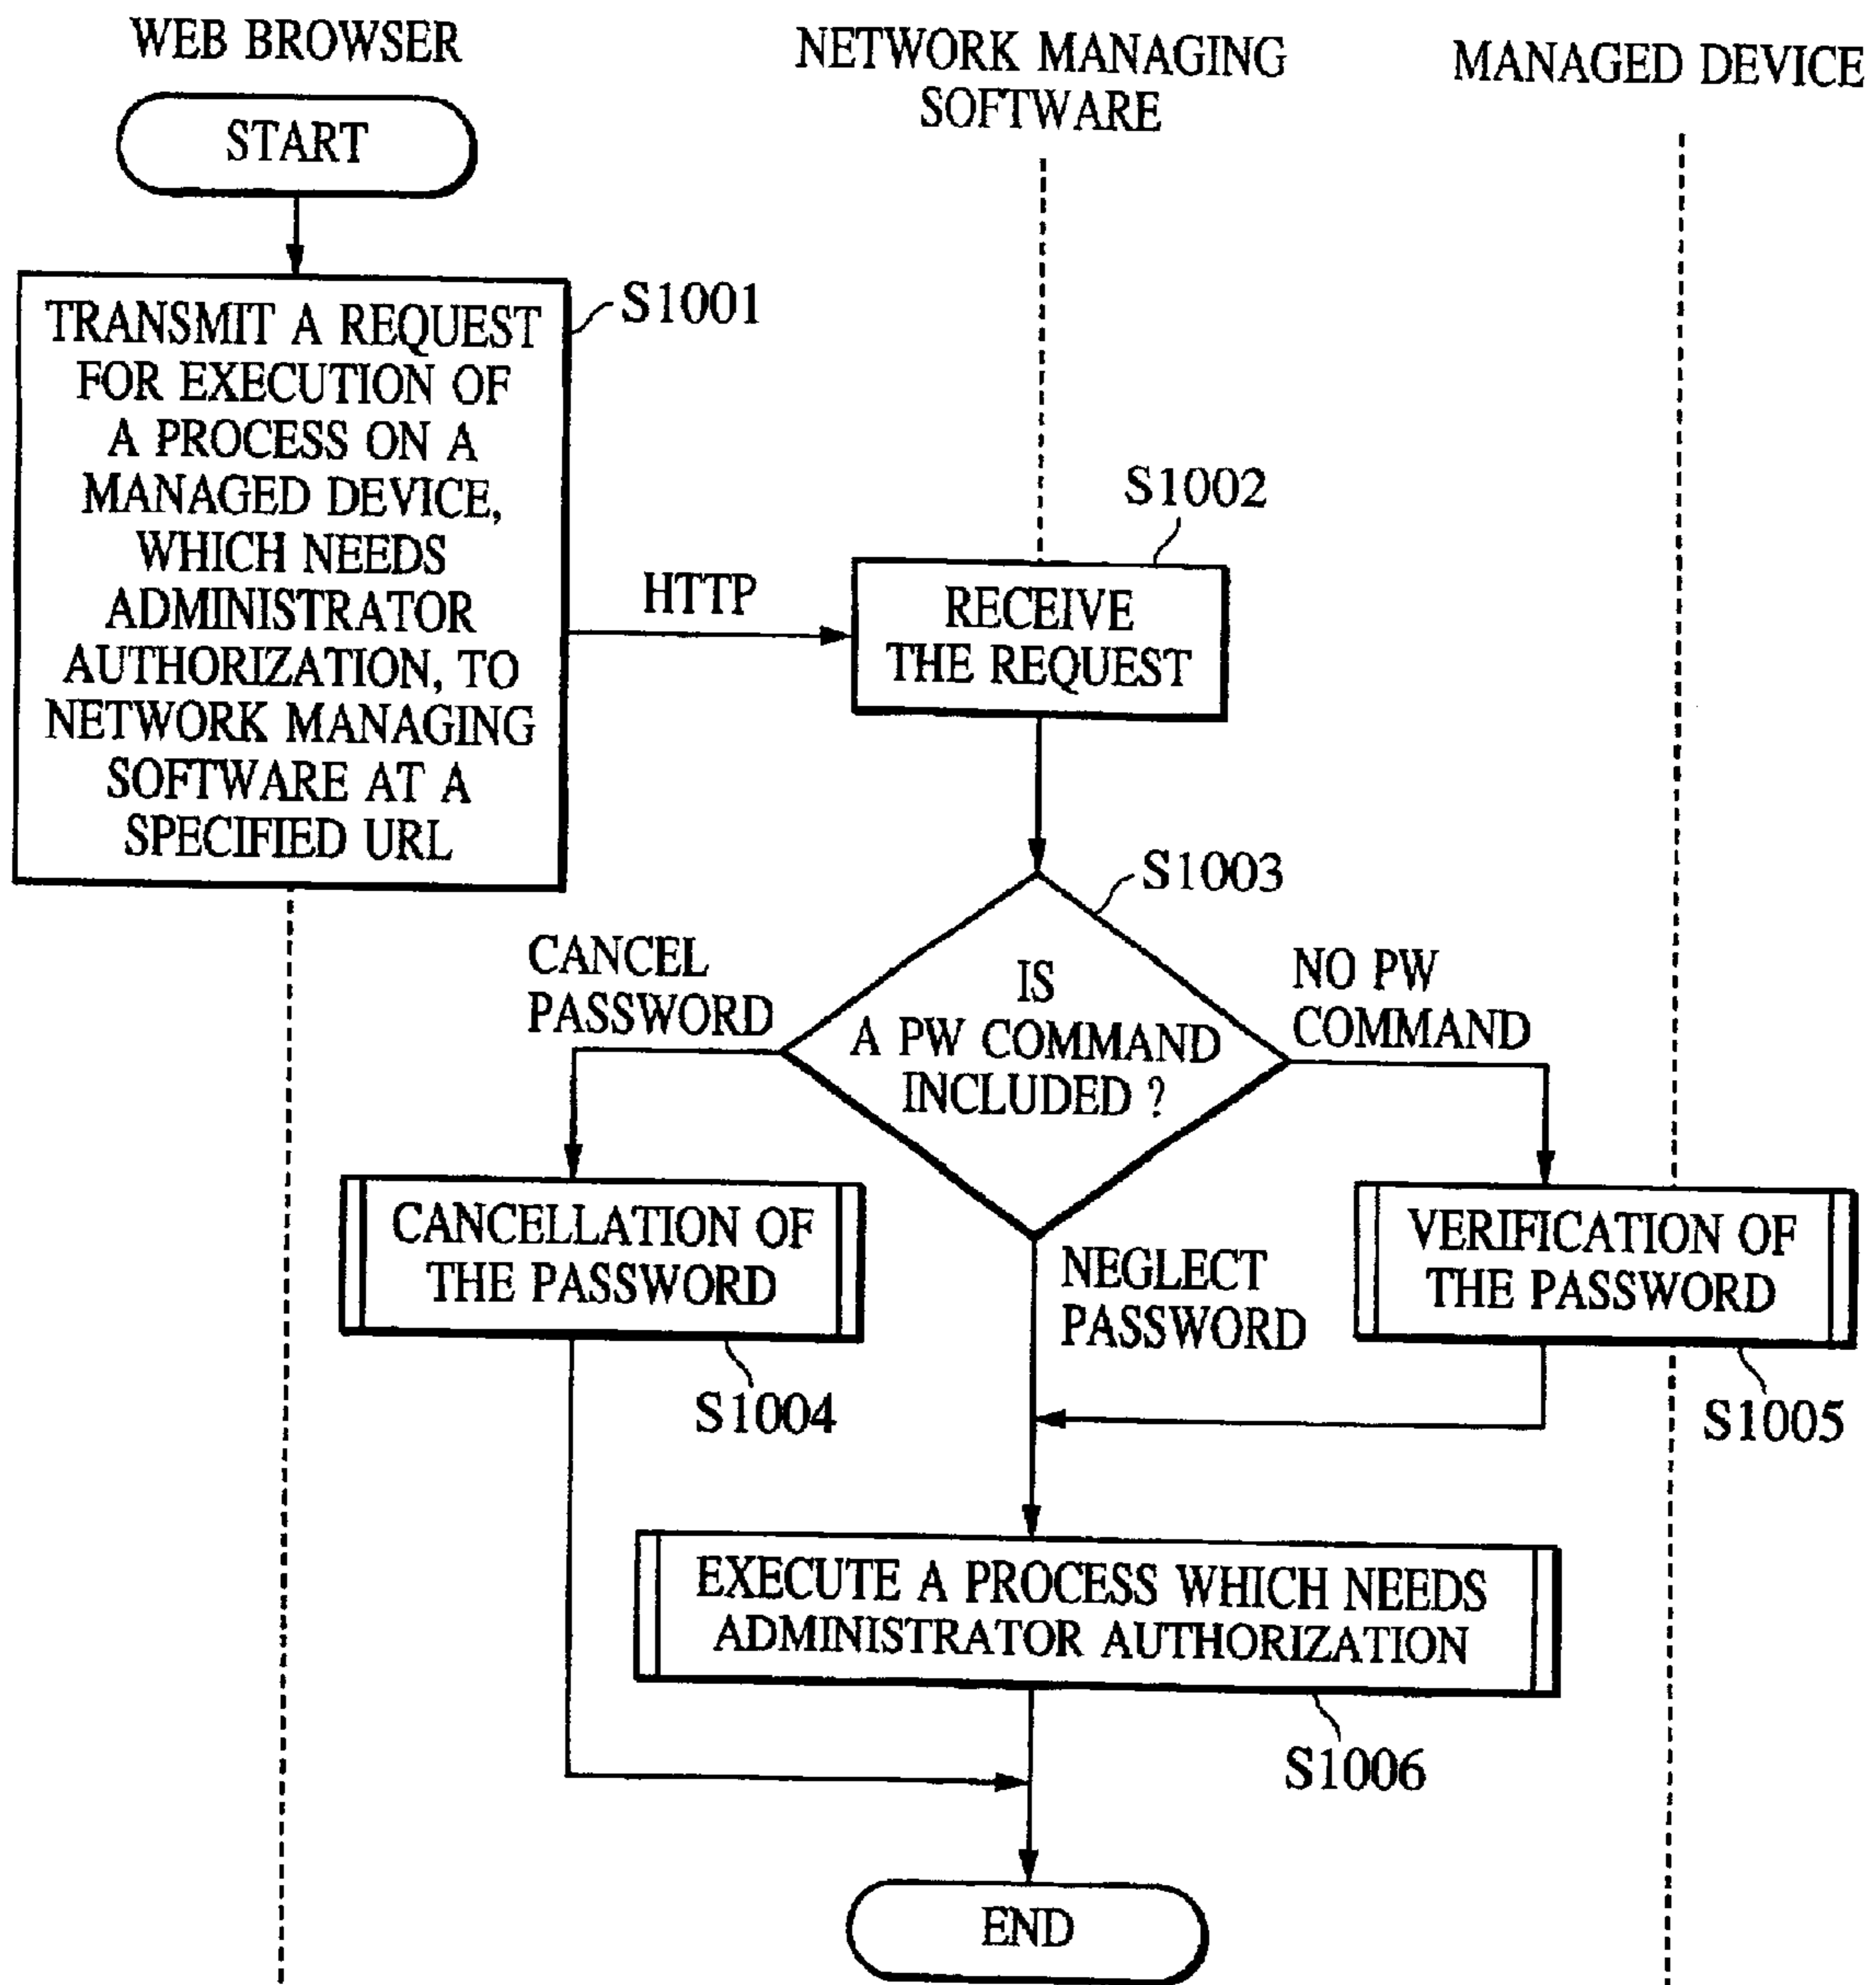 WEB BROWSER
NETWORK MANAGING
SOFTWARE
MANAGED DEVICE
START
TRANSMIT A REQUEST
FOR EXECUTION OF
A PROCESS ON A
MANAGED DEVICE,
WHICH NEEDS
ADMINISTRATOR
AUTHORIZATION, TO
NETWORK MANAGING
SOFTWARE AT A
SPECIFIED URL
S1001
HTTP
S1002
RECEIVE
THE REQUEST
S1003
IS
A PW COMMAND
INCLUDED ?
CANCEL
PASSWORD
NO PW
COMMAND
CANCELLATION OF
THE PASSWORD
S1004
NEGLECT
PASSWORD
VERIFICATION OF
THE PASSWORD
S1005
EXECUTE A PROCESS WHICH NEEDS
ADMINISTRATOR AUTHORIZATION
S1006
END